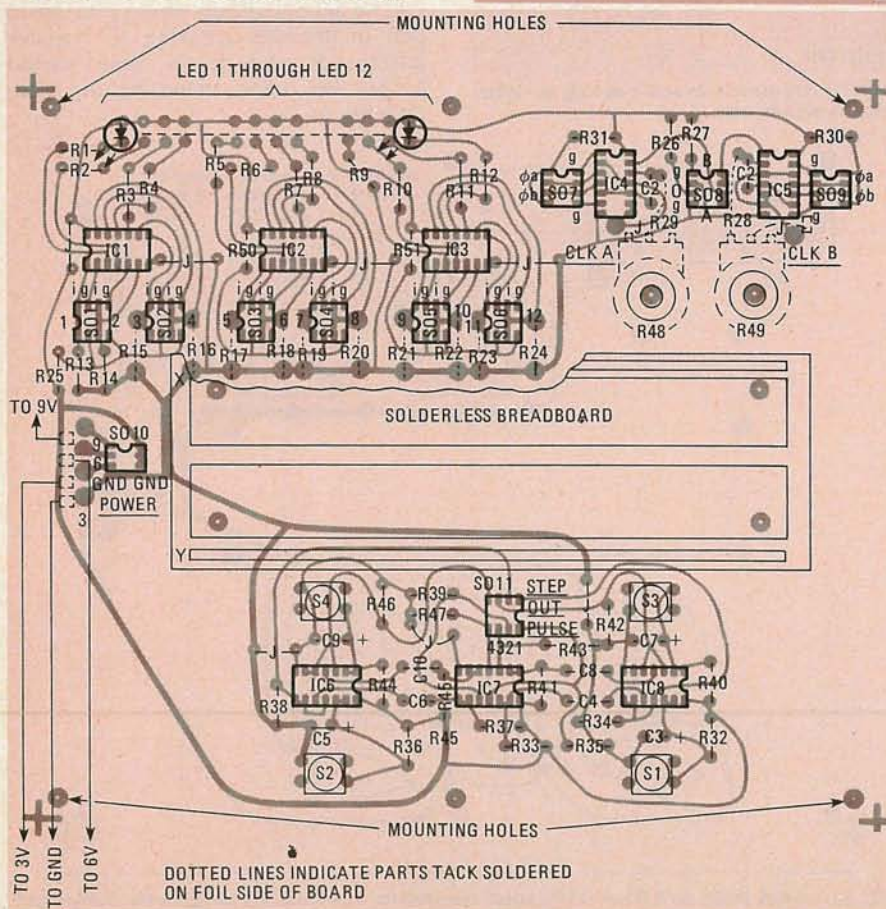 MOUNTING HOLES
LED 1 THROUGH LED 12
R1
R2
R3
R4
R5
R6
R7
R8
R9
R10
R11
R12
R31
R26
R27
R30
g
g
g
φa
φb
SO7
g
IC4
C2
g
O
g
B
SO8
A
C2
IC5
SO9
φa
φb
g
R29
R28
J
J
IC1
J
R50
IC2
J
R51
IC3
J
CLK A
CLK B
i g i g
i g i g
i g i g
1
SO1
2
3
SO2
4
5
SO3
6
7
SO4
8
9
SO5
10
11
SO6
12
R48
R49
R25
R13
R14
R15
X
R16
R17
R18
R19
R20
R21
R22
R23
R24
TO 9V
SO10
SOLDERLESS BREADBOARD
9
6
GND GND
POWER
3
Y
S4
R46
R39
R47
SO11
STEP
OUT
PULSE
4321
J
S3
R42
J
C9 +
J
C10
R43
C7 +
J
IC6
R44
C6
R45
IC7
R41
C8
C4
IC8
R40
R38
C5 +
R36
R45
R37
R33
R34
R35
C3 +
R32
S2
S1
MOUNTING HOLES
TO 3V
TO GND
TO 6V
DOTTED LINES INDICATE PARTS TACK SOLDERED
ON FOIL SIDE OF BOARD